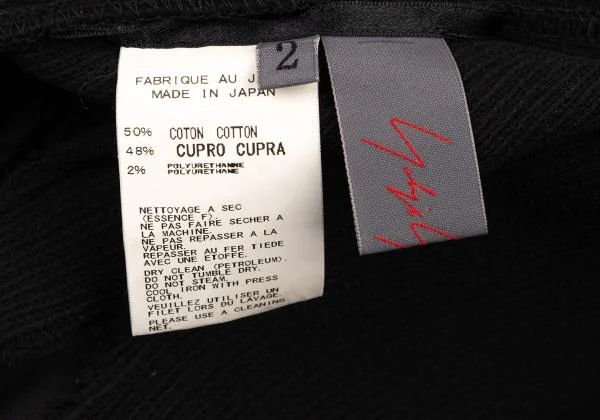 2
FABRIQUE AU J
MADE IN JAPAN
50% COTON COTTON
48% CUPRO CUPRA
2% POLYURETHANNE
POLYURETHANE
NETTOYAGE A SEC
(ESSENCE F).
NE PAS FAIRE SECHER A
LA MACHINE.
NE PAS REPASSER A LA
VAPEUR.
REPASSER AU FER TIEDE
AVEC UNE ETOFFE.
DRY CLEAN (PETROLEUM).
DO NOT TUMBLE DRY.
DO NOT STEAM.
COOL IRON WITH PRESS
CLOTH.
VEUILLEZ UTILISER UN
FILET LORS DU LAVAGE.
PLEASE USE A CLEANING
NET.